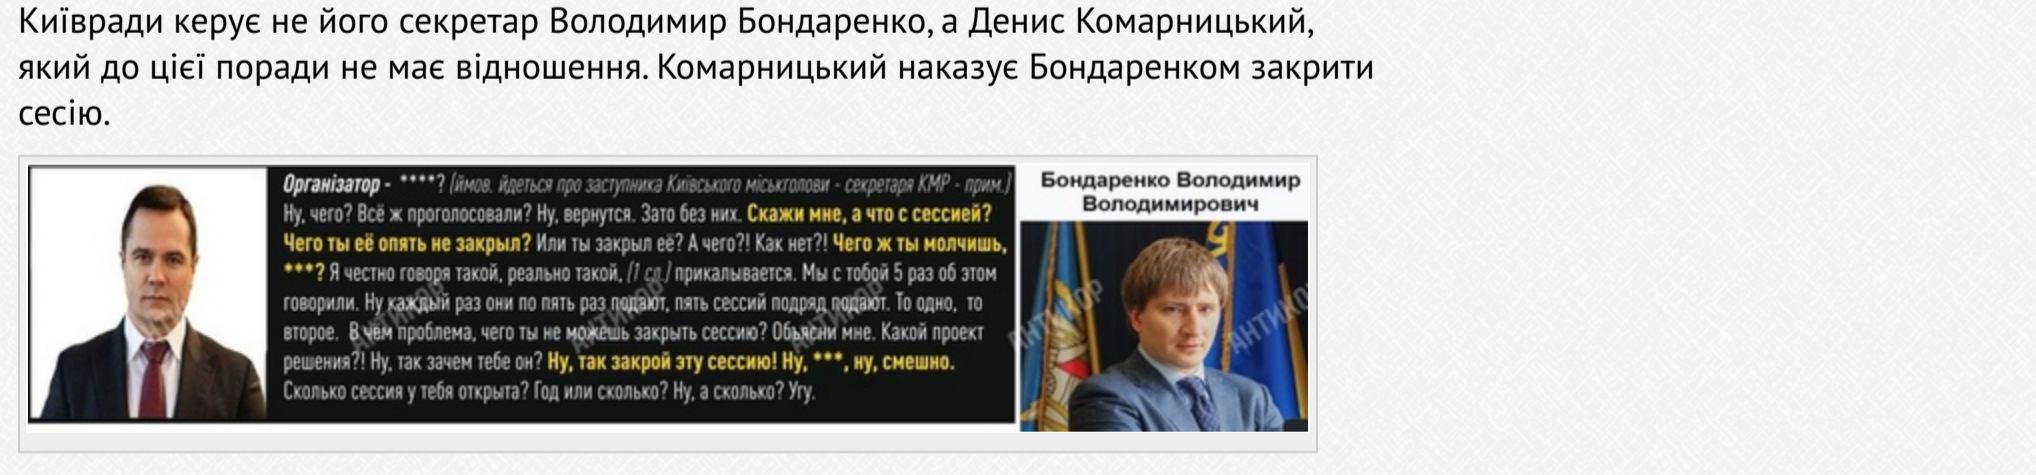 Київради керує не його секретар Володимир Бондаренко, а Денис Комарницький,
який до цієї поради не має відношення. Комарницький наказує Бондаренком закрити
сесію.
Організатор - ****? (ймов. йдеться про заступника Київського міськголови - секретаря КМР - прим.)
Ну, чего? Всё ж проголосовали? Ну, вернутся. Зато без них. Скажи мне, а что с сессией?
Чего ты её опять не закрыл? Или ты закрыл её? А чего?! Как нет?! Чего ж ты молчишь,
***? Я честно говоря такой, реально такой, (1 сл.) прикалывается. Мы с тобой 5 раз об этом
говорили. Ну каждый раз они по пять раз подают, пять сессий подряд подают. То одно, то
второе. В чём проблема, чего ты не можешь закрыть сессию? Объясни мне. Какой проект
решения?! Ну, так зачем тебе он? Ну, так закрой эту сессию! Ну, ***, ну, смешно.
Сколько сессия у тебя открыта? Год или сколько? Ну, а сколько? Угу.
Бондаренко Володимир
Володимирович
АНТИКОР
АНТИКОР
АНТИКОР
АНТИКОР
АНТИКО